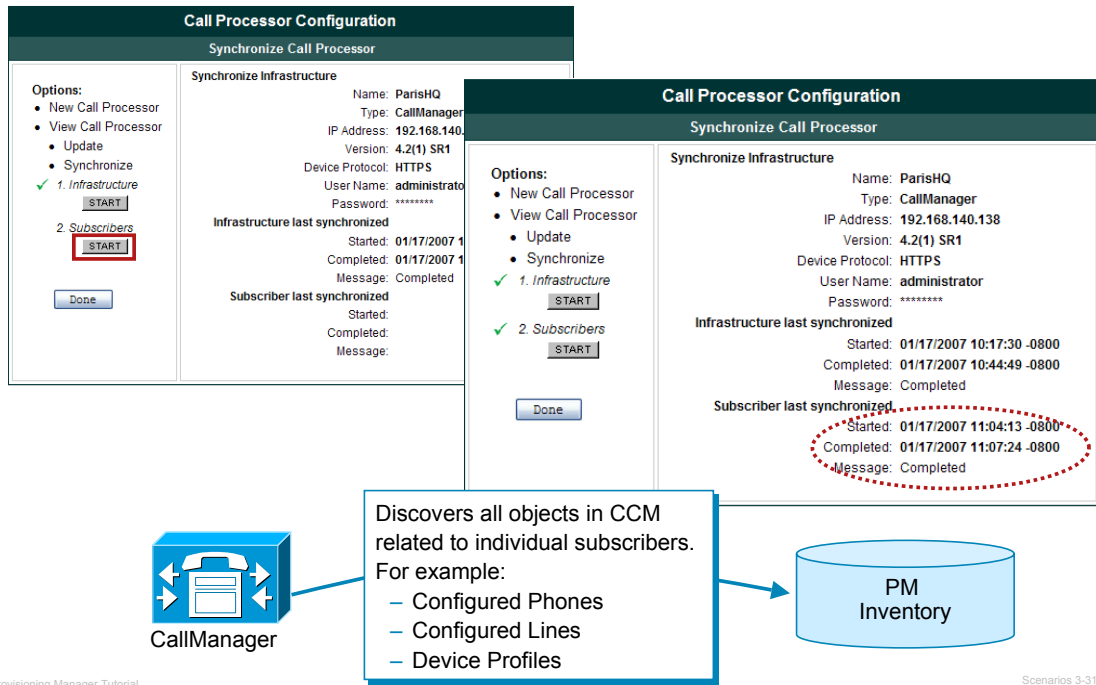 Call Processor Configuration
Synchronize Call Processor
Options:
• New Call Processor
• View Call Processor
• Update
• Synchronize
✓ 1. Infrastructure
START
2. Subscribers
START
Done
Synchronize Infrastructure
Name: ParisHQ
Type: CallManager
IP Address: 192.168.140.
Version: 4.2(1) SR1
Device Protocol: HTTPS
User Name: administrato
Password: ********
Infrastructure last synchronized
Started: 01/17/2007 1
Completed: 01/17/2007 1
Message: Completed
Subscriber last synchronized
Started:
Completed:
Message:
Call Processor Configuration
Synchronize Call Processor
Options:
• New Call Processor
• View Call Processor
• Update
• Synchronize
✓ 1. Infrastructure
START
✓ 2. Subscribers
START
Done
Synchronize Infrastructure
Name: ParisHQ
Type: CallManager
IP Address: 192.168.140.138
Version: 4.2(1) SR1
Device Protocol: HTTPS
User Name: administrator
Password: ********
Infrastructure last synchronized
Started: 01/17/2007 10:17:30 -0800
Completed: 01/17/2007 10:44:49 -0800
Message: Completed
Subscriber last synchronized
Started: 01/17/2007 11:04:13 -0800
Completed: 01/17/2007 11:07:24 -0800
Message: Completed
CallManager
Discovers all objects in CCM
related to individual subscribers.
For example:
– Configured Phones
– Configured Lines
– Device Profiles
PM
Inventory
Manager Tutorial
Scenarios 3-31